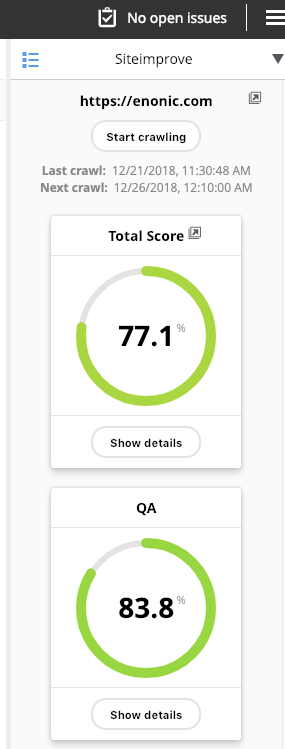 No open issues
Siteimprove
https://enonic.com
Start crawling
Last crawl: 12/21/2018, 11:30:48 AM
Next crawl: 12/26/2018, 12:10:00 AM
Total Score
77.1 %
Show details
QA
83.8 %
Show details